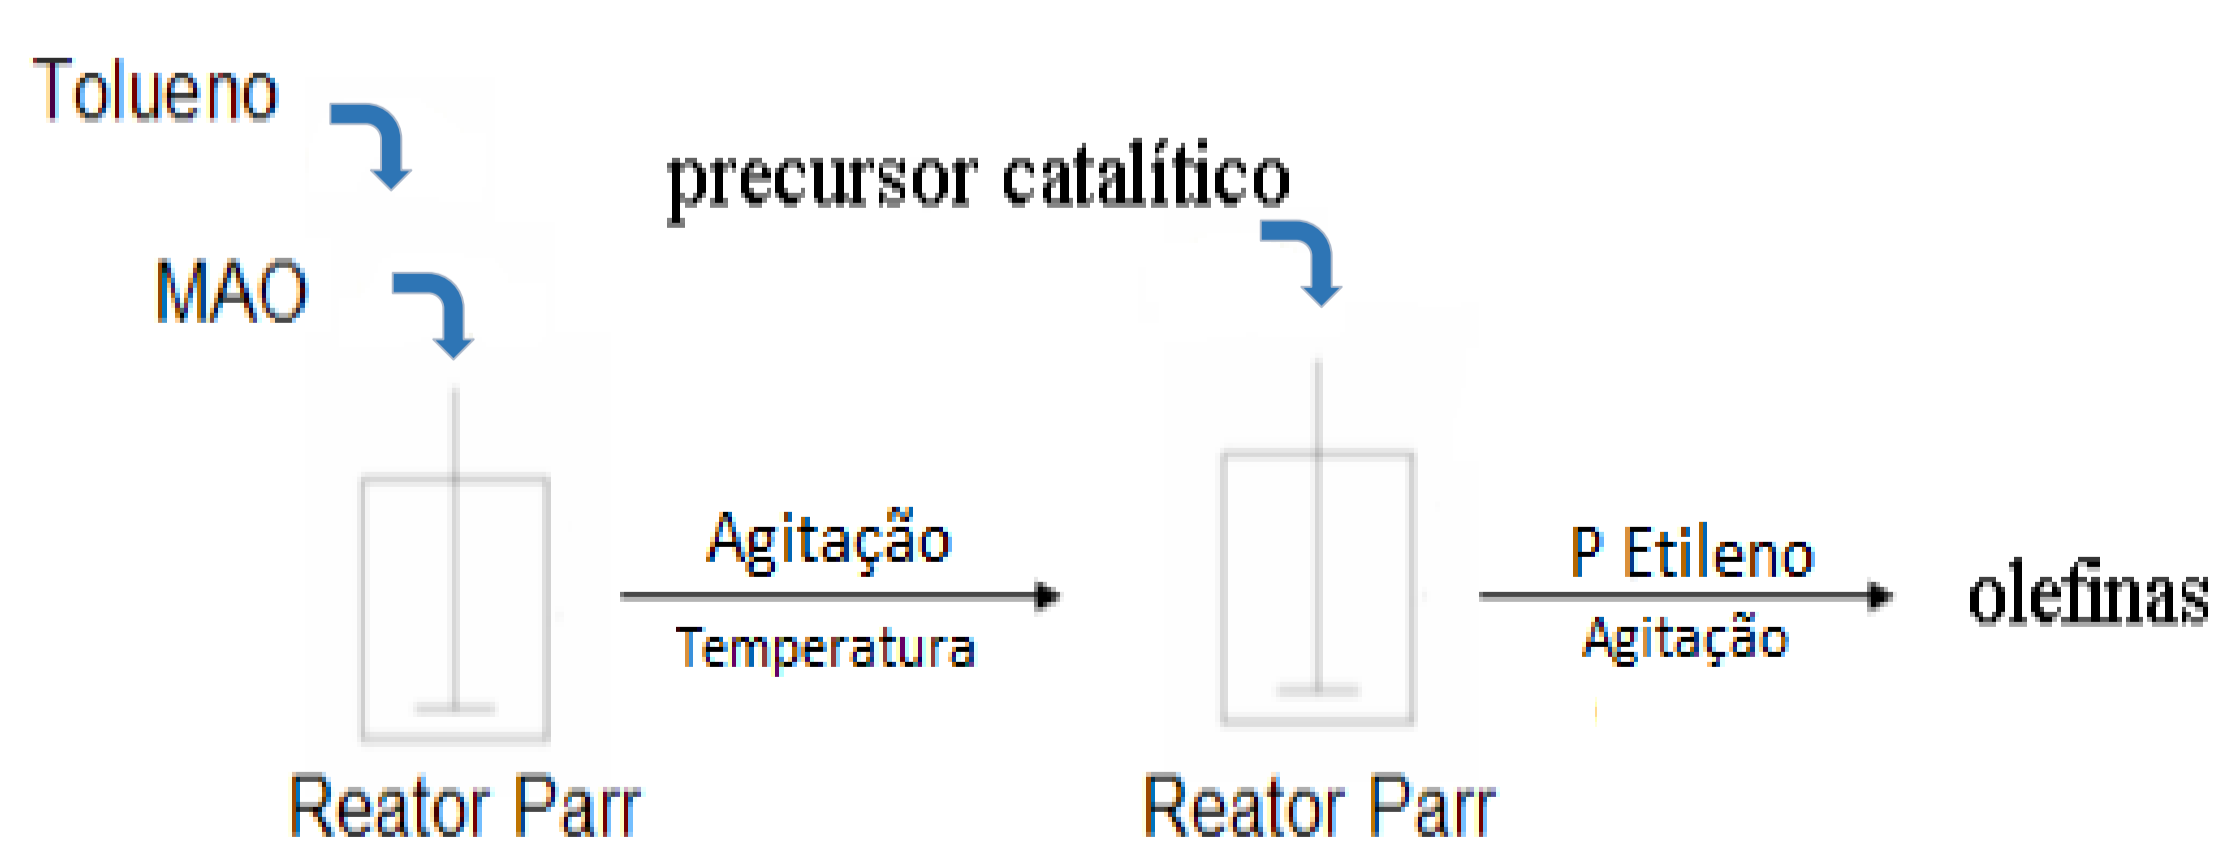 Tolueno
precursor catalítico
MAO
Agitação
Temperatura
P Etileno
Agitação
olefinas
Reator Parr
Reator Parr